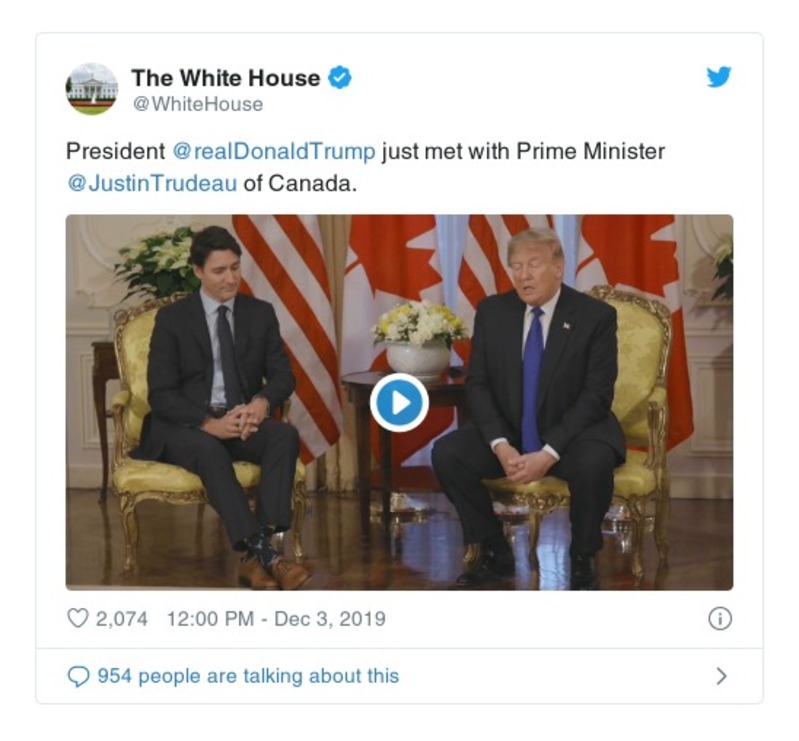 The White House
@WhiteHouse
President @realDonaldTrump just met with Prime Minister
@JustinTrudeau of Canada.
2,074 12:00 PM - Dec 3, 2019
954 people are talking about this